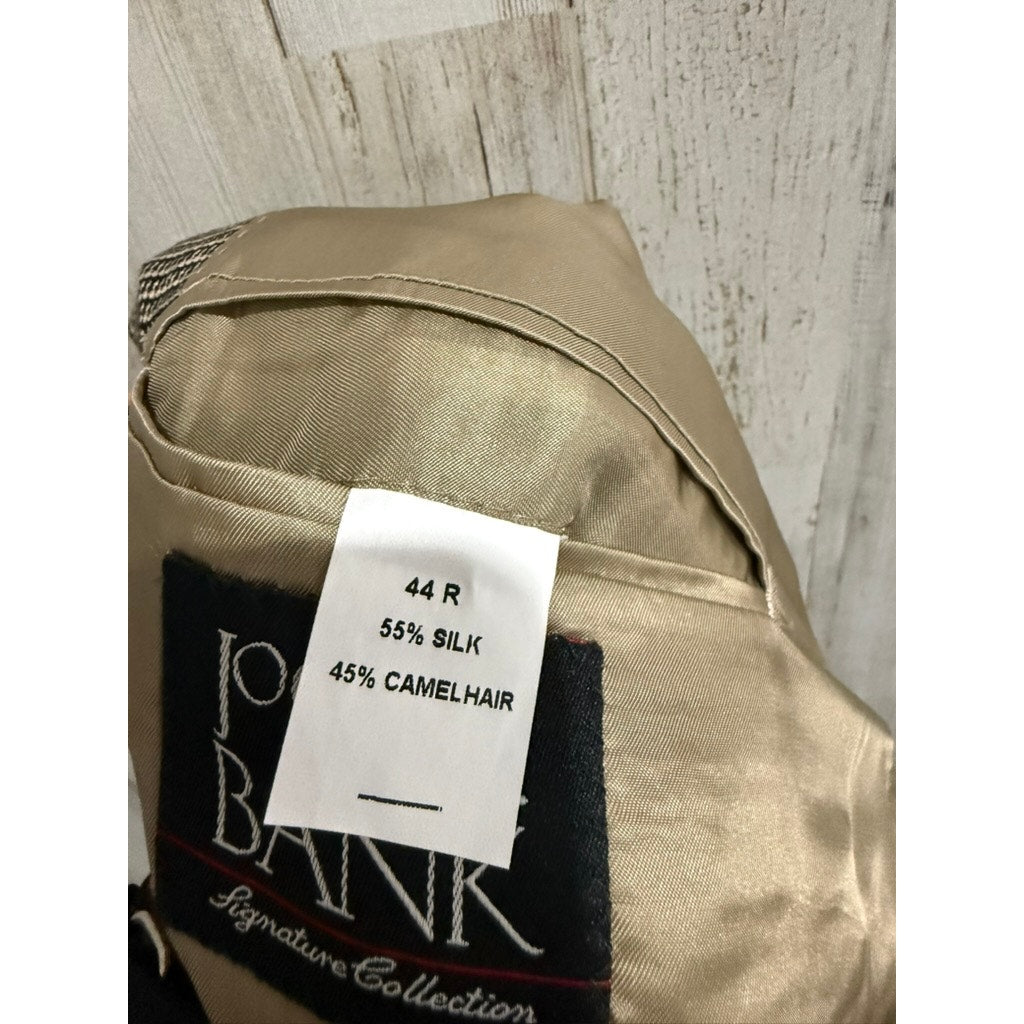 44 R
55% SILK
45% CAMELHAIR
BANK
Signature Collection